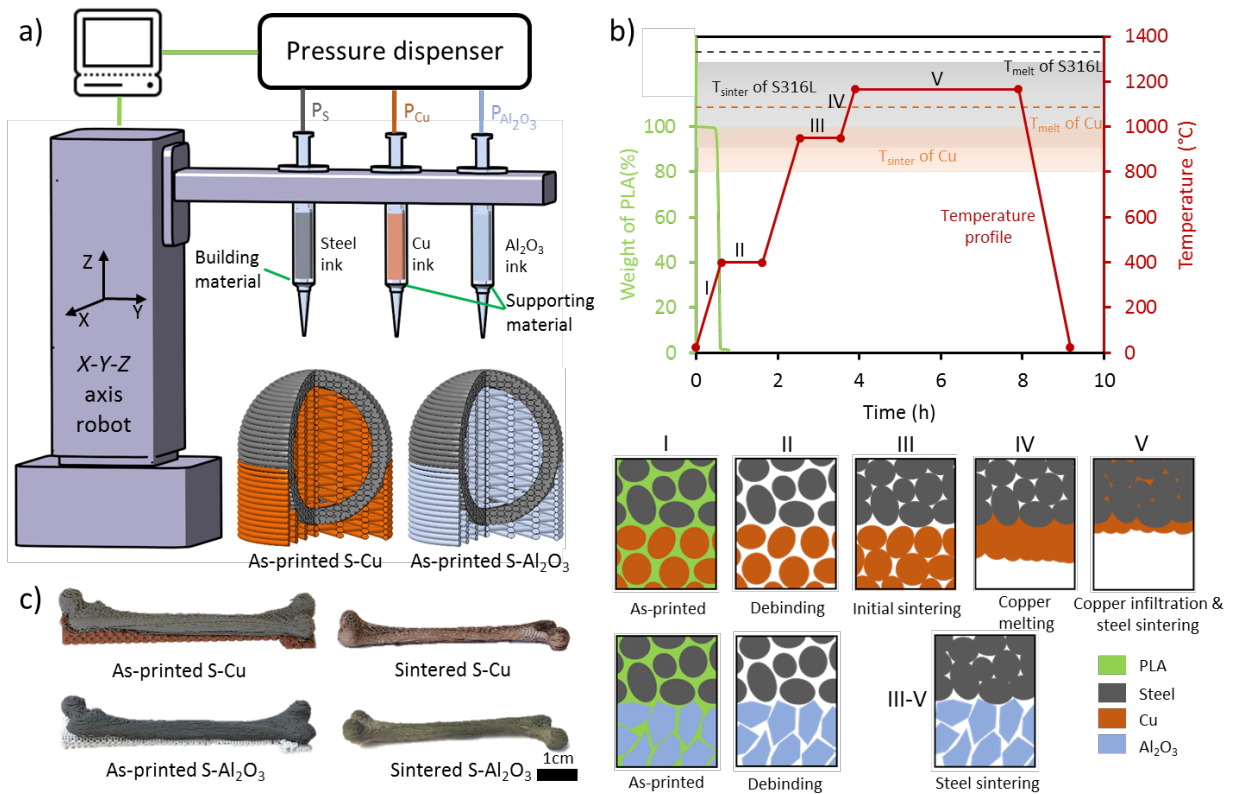 a)
Pressure dispenser
P_S
P_Cu
P_Al₂O₃
Building
material
Steel
ink
Cu
ink
Al₂O₃
ink
Supporting
material
Z
X
Y
X-Y-Z
axis
robot
As-printed S-Cu
As-printed S-Al₂O₃
b)
Weight of PLA(%)
100
80
60
40
20
0
T_melt of S316L
T_sinter of S316L
IV
V
III
T_melt of Cu
T_sinter of Cu
II
I
Temperature
profile
1400
1200
1000
800
600
400
200
0
Temperature (°C)
0
2
4
6
8
10
Time (h)
I
II
III
IV
V
As-printed
Debinding
Initial sintering
Copper
melting
Copper infiltration &
steel sintering
III-V
As-printed
Debinding
Steel sintering
PLA
Steel
Cu
Al₂O₃
c)
As-printed S-Cu
Sintered S-Cu
As-printed S-Al₂O₃
Sintered S-Al₂O₃
1cm